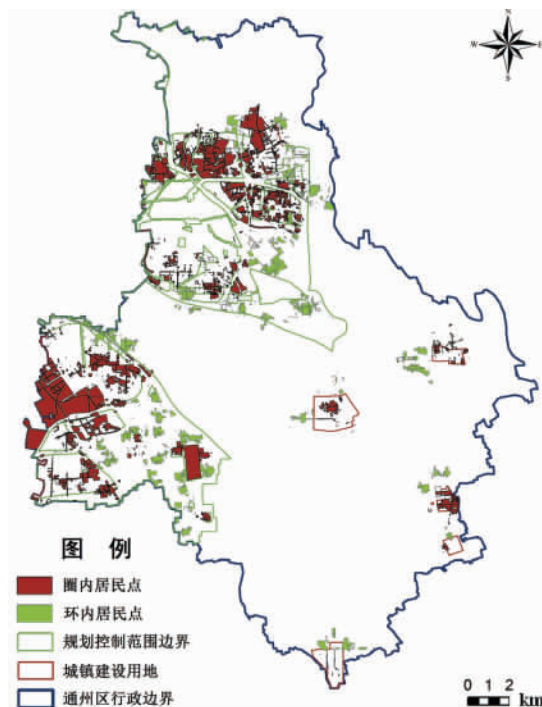 N
W E
S
图 例
圈内居民点
环内居民点
规划控制范围边界
城镇建设用地
通州区行政边界
0 1 2
km